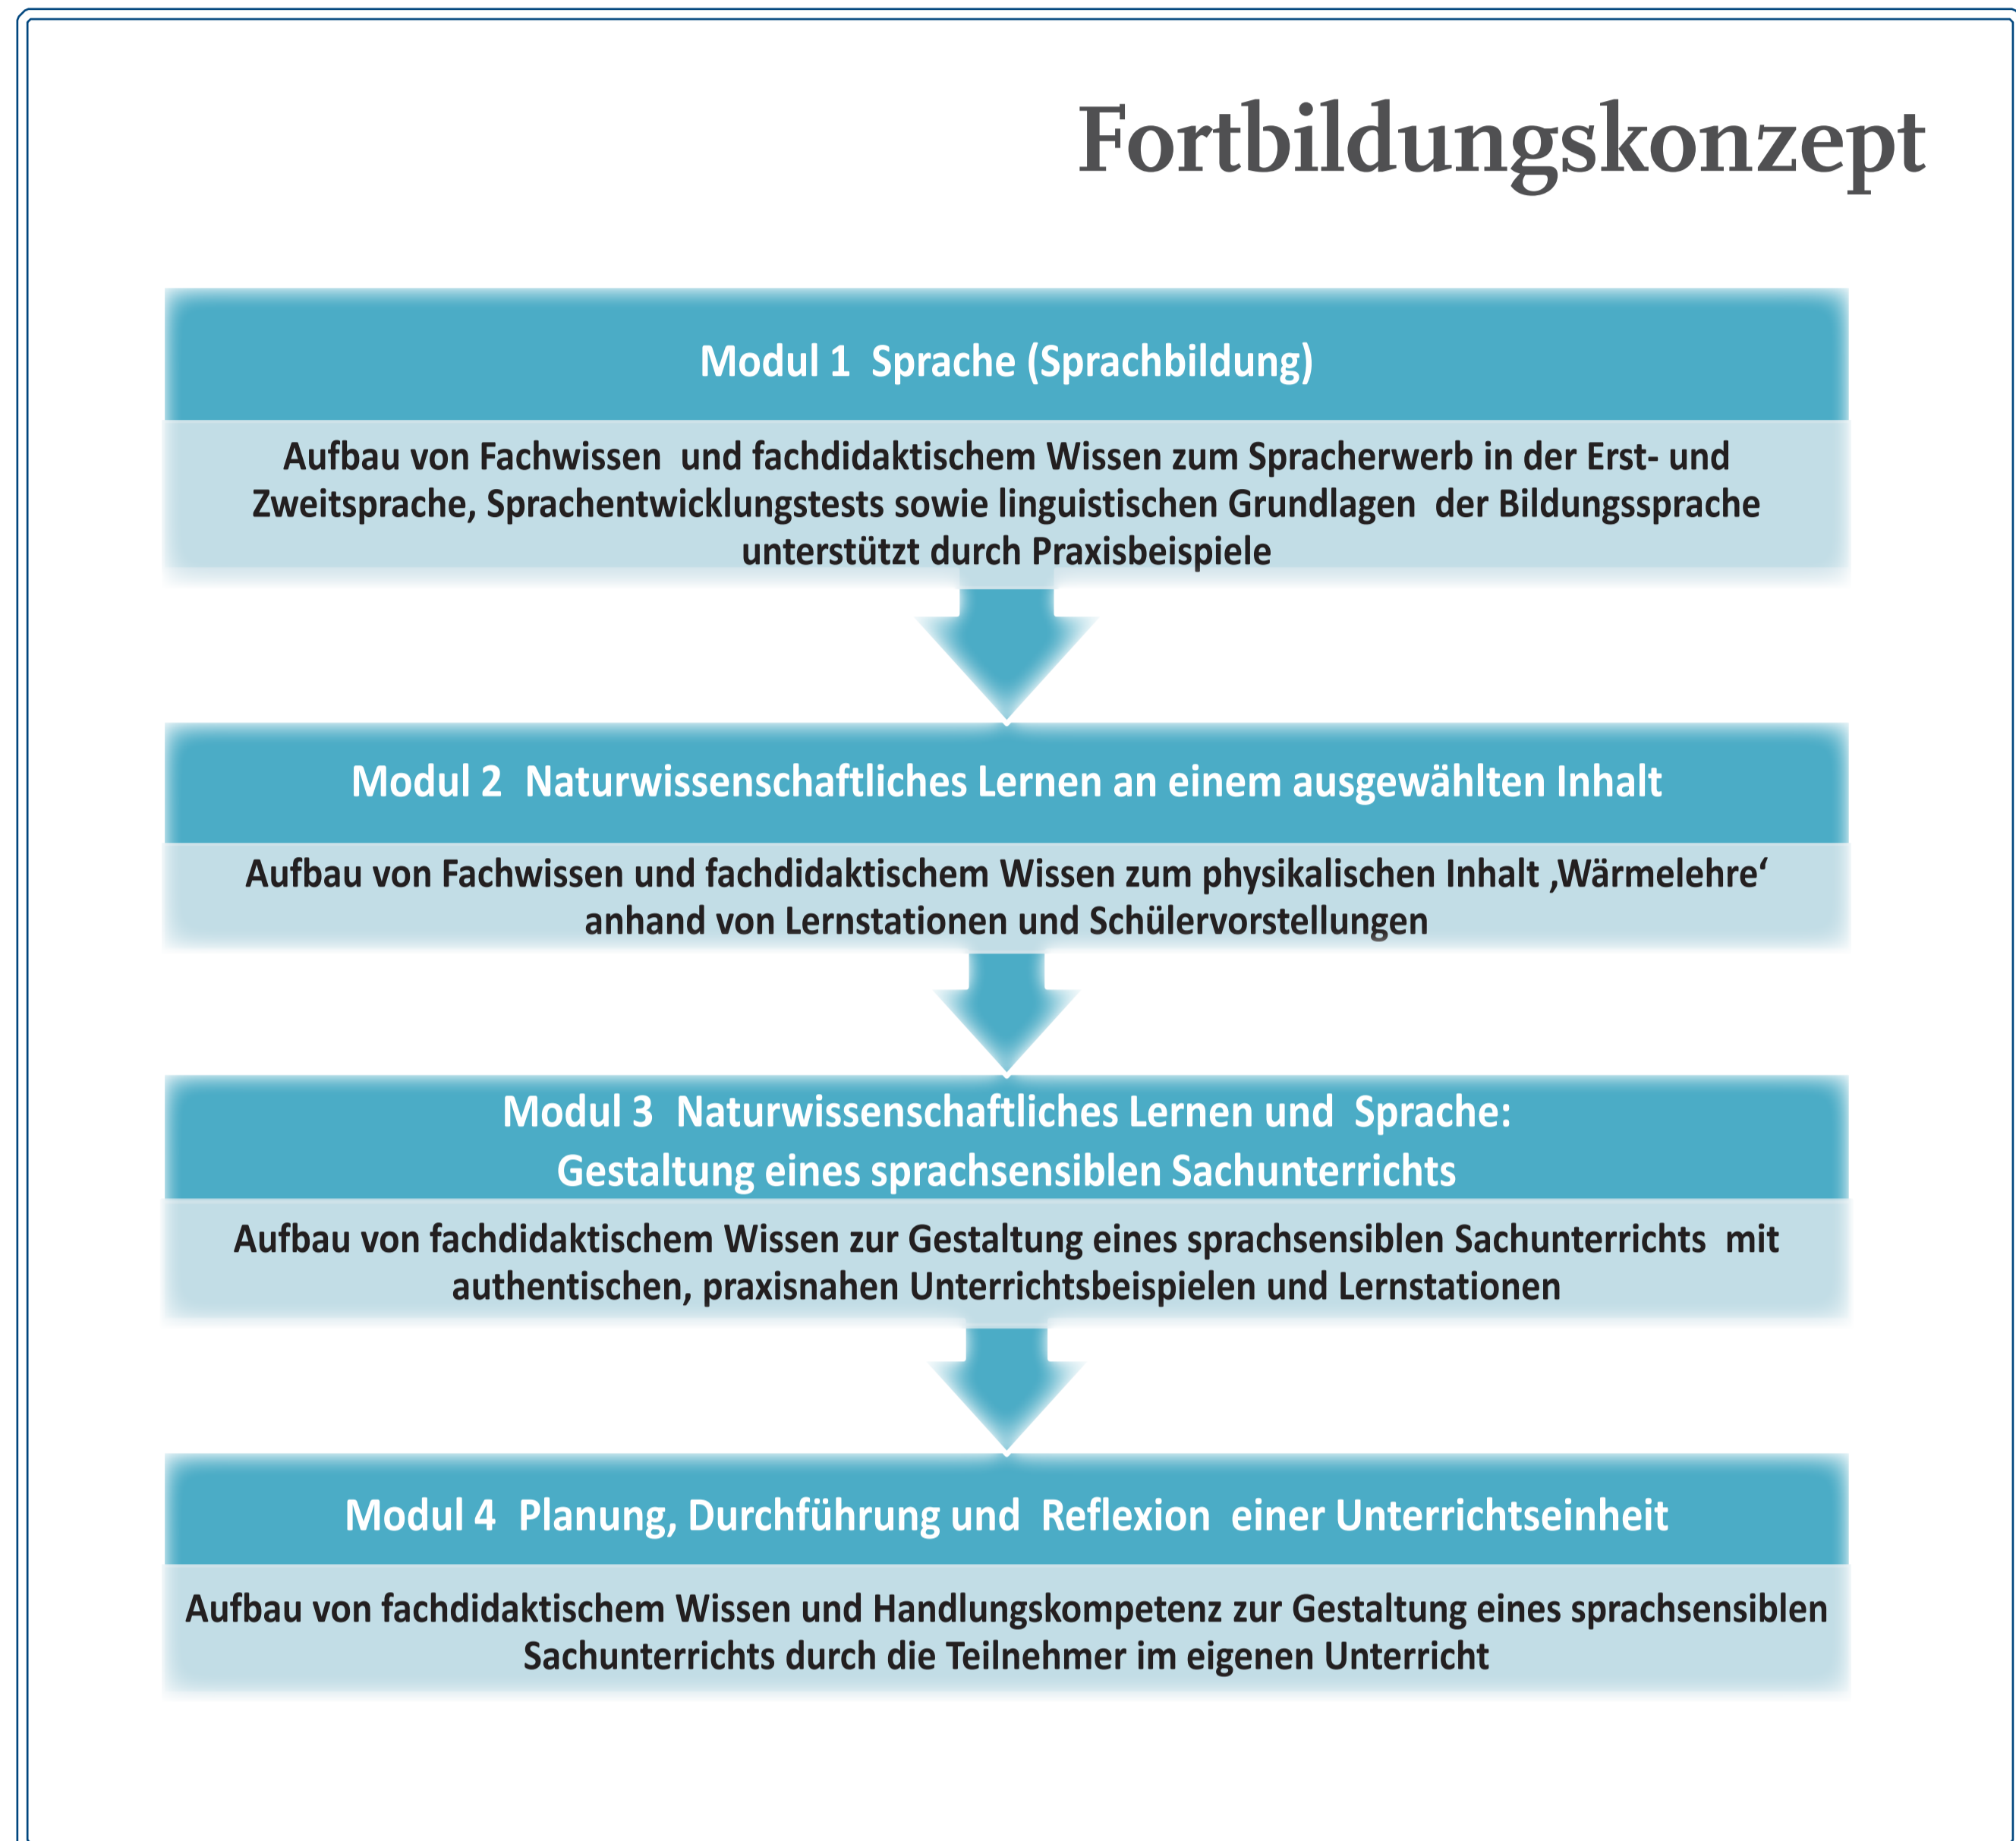 Fortbildungskonzept
Modul 1 Sprache (Sprachbildung)
Aufbau von Fachwissen und fachdidaktischem Wissen zum Spracherwerb in der Erst- und
Zweitsprache, Sprachentwicklungstests sowie linguistischen Grundlagen der Bildungssprache
unterstützt durch Praxisbeispiele
Modul 2 Naturwissenschaftliches Lernen an einem ausgewählten Inhalt
Aufbau von Fachwissen und fachdidaktischem Wissen zum physikalischen Inhalt ‚Wärmelehre‘
anhand von Lernstationen und Schülervorstellungen
Modul 3 Naturwissenschaftliches Lernen und Sprache:
Gestaltung eines sprachsensiblen Sachunterrichts
Aufbau von fachdidaktischem Wissen zur Gestaltung eines sprachsensiblen Sachunterrichts mit
authentischen, praxisnahen Unterrichtsbeispielen und Lernstationen
Modul 4 Planung, Durchführung und Reflexion einer Unterrichtseinheit
Aufbau von fachdidaktischem Wissen und Handlungskompetenz zur Gestaltung eines sprachsensiblen
Sachunterrichts durch die Teilnehmer im eigenen Unterricht